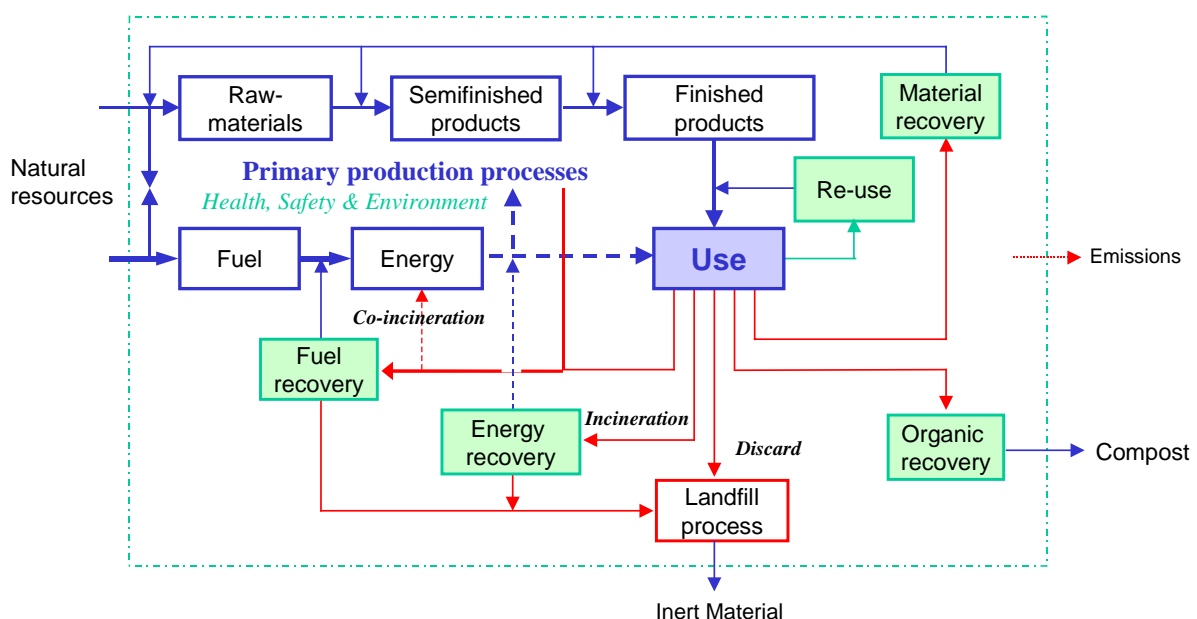 Raw-
materials
Semifinished
products
Finished
products
Material
recovery
Natural
resources
Primary production processes
Health, Safety & Environment
Re-use
Fuel
Energy
Use
Emissions
Co-incineration
Fuel
recovery
Energy
recovery
Incineration
Discard
Organic
recovery
Compost
Landfill
process
Inert Material